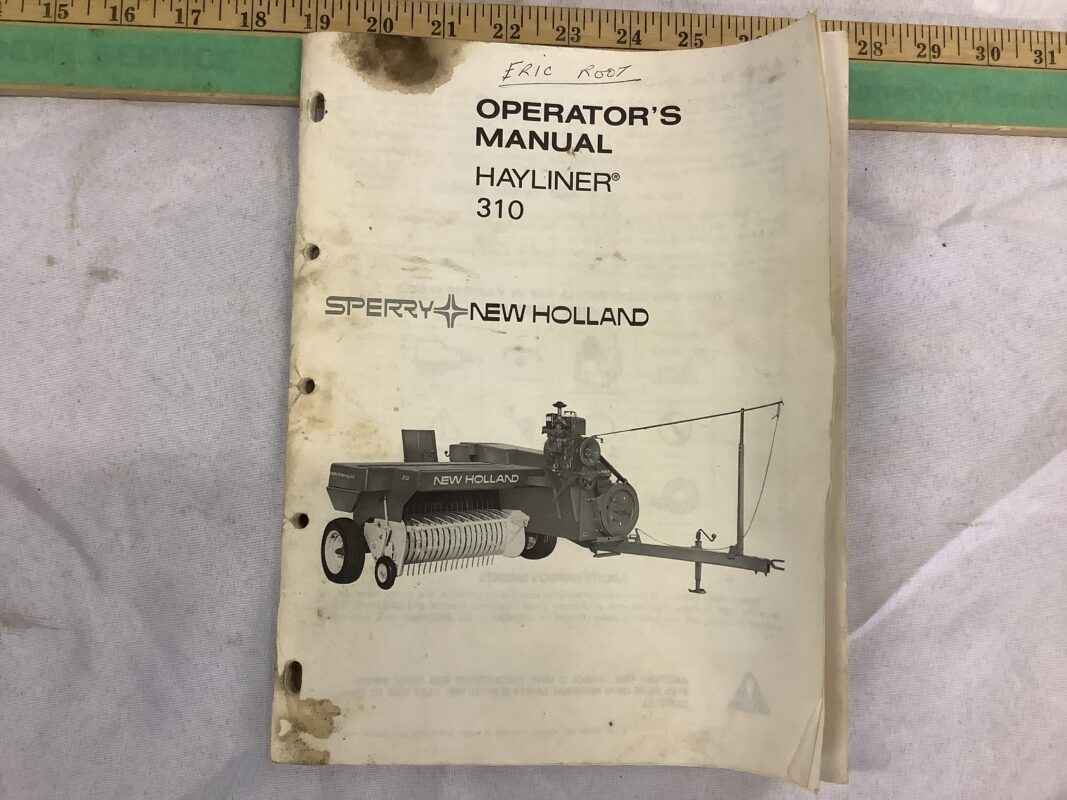 15 16 17 18 19 20 21 22 23 24 25 28 29 30 31
ERIC ROOT
OPERATOR'S
MANUAL
HAYLINER®
310
SPERRY NEW HOLLAND
NEW HOLLAND